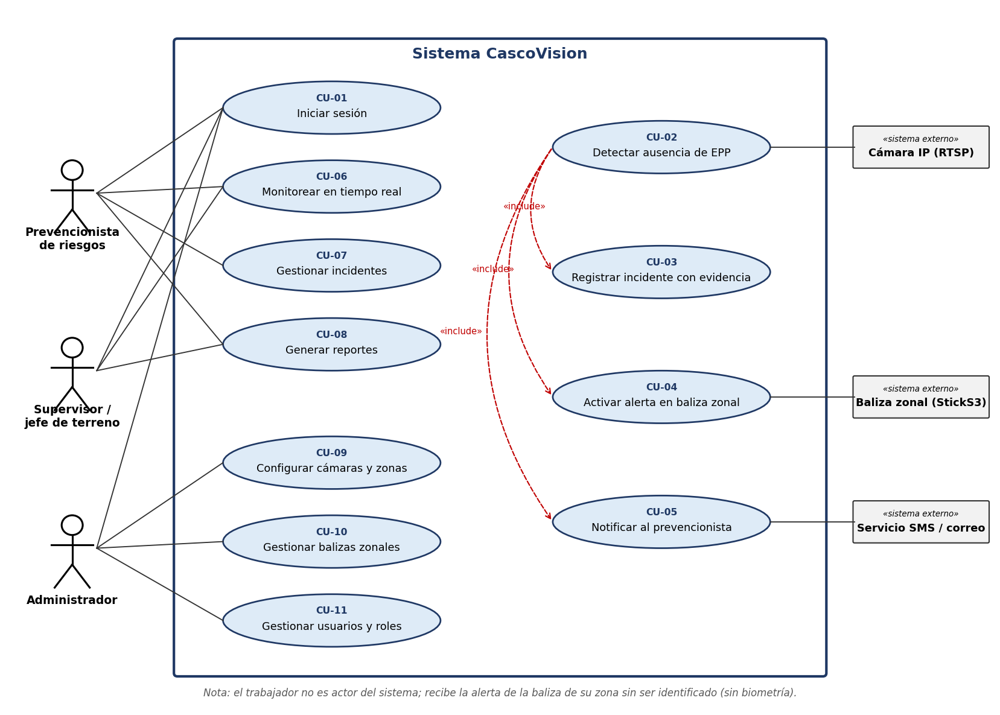 Sistema CascoVision
CU-01
Iniciar sesión
CU-06
Monitorear en tiempo real
CU-07
Gestionar incidentes
CU-08
Generar reportes
CU-09
Configurar cámaras y zonas
CU-10
Gestionar balizas zonales
CU-11
Gestionar usuarios y roles
CU-02
Detectar ausencia de EPP
CU-03
Registrar incidente con evidencia
CU-04
Activar alerta en baliza zonal
CU-05
Notificar al prevencionista
«include»
«include»
«include»
Prevencionista
de riesgos
Supervisor /
jefe de terreno
Administrador
«sistema externo»
Cámara IP (RTSP)
«sistema externo»
Baliza zonal (StickS3)
«sistema externo»
Servicio SMS / correo
Nota: el trabajador no es actor del sistema; recibe la alerta de la baliza de su zona sin ser identificado (sin biometría).